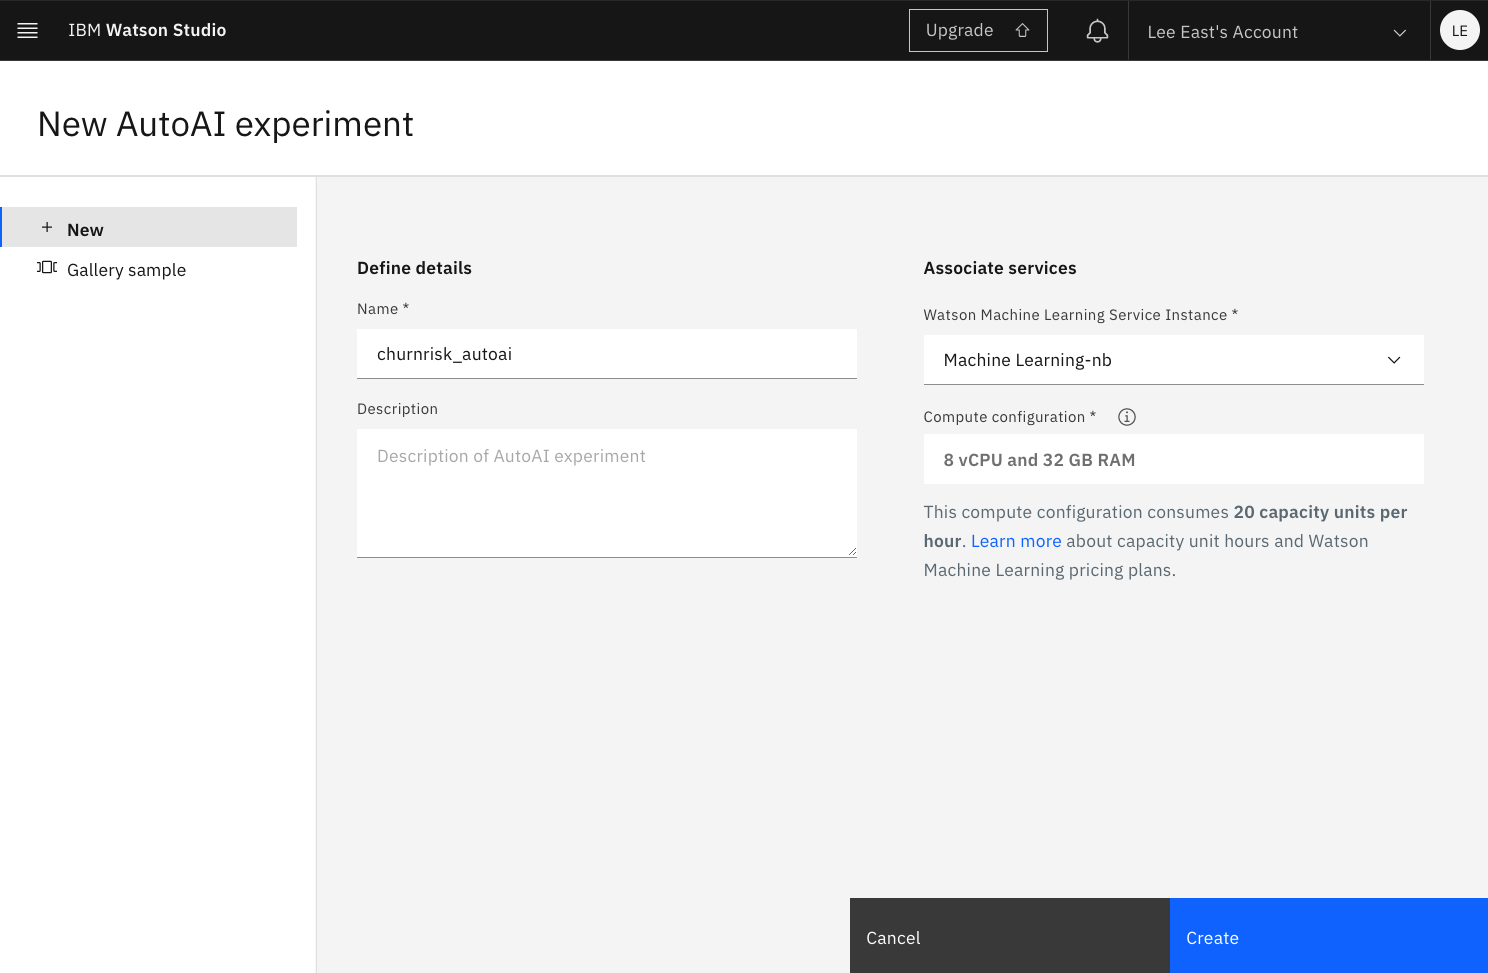 IBM Watson Studio
Upgrade
Lee East's Account
LE
New AutoAI experiment
+ New
Gallery sample
Define details
Name *
churnrisk_autoai
Description
Description of AutoAI experiment
Associate services
Watson Machine Learning Service Instance *
Machine Learning-nb
Compute configuration *
8 vCPU and 32 GB RAM
This compute configuration consumes 20 capacity units per
hour. Learn more about capacity unit hours and Watson
Machine Learning pricing plans.
Cancel
Create